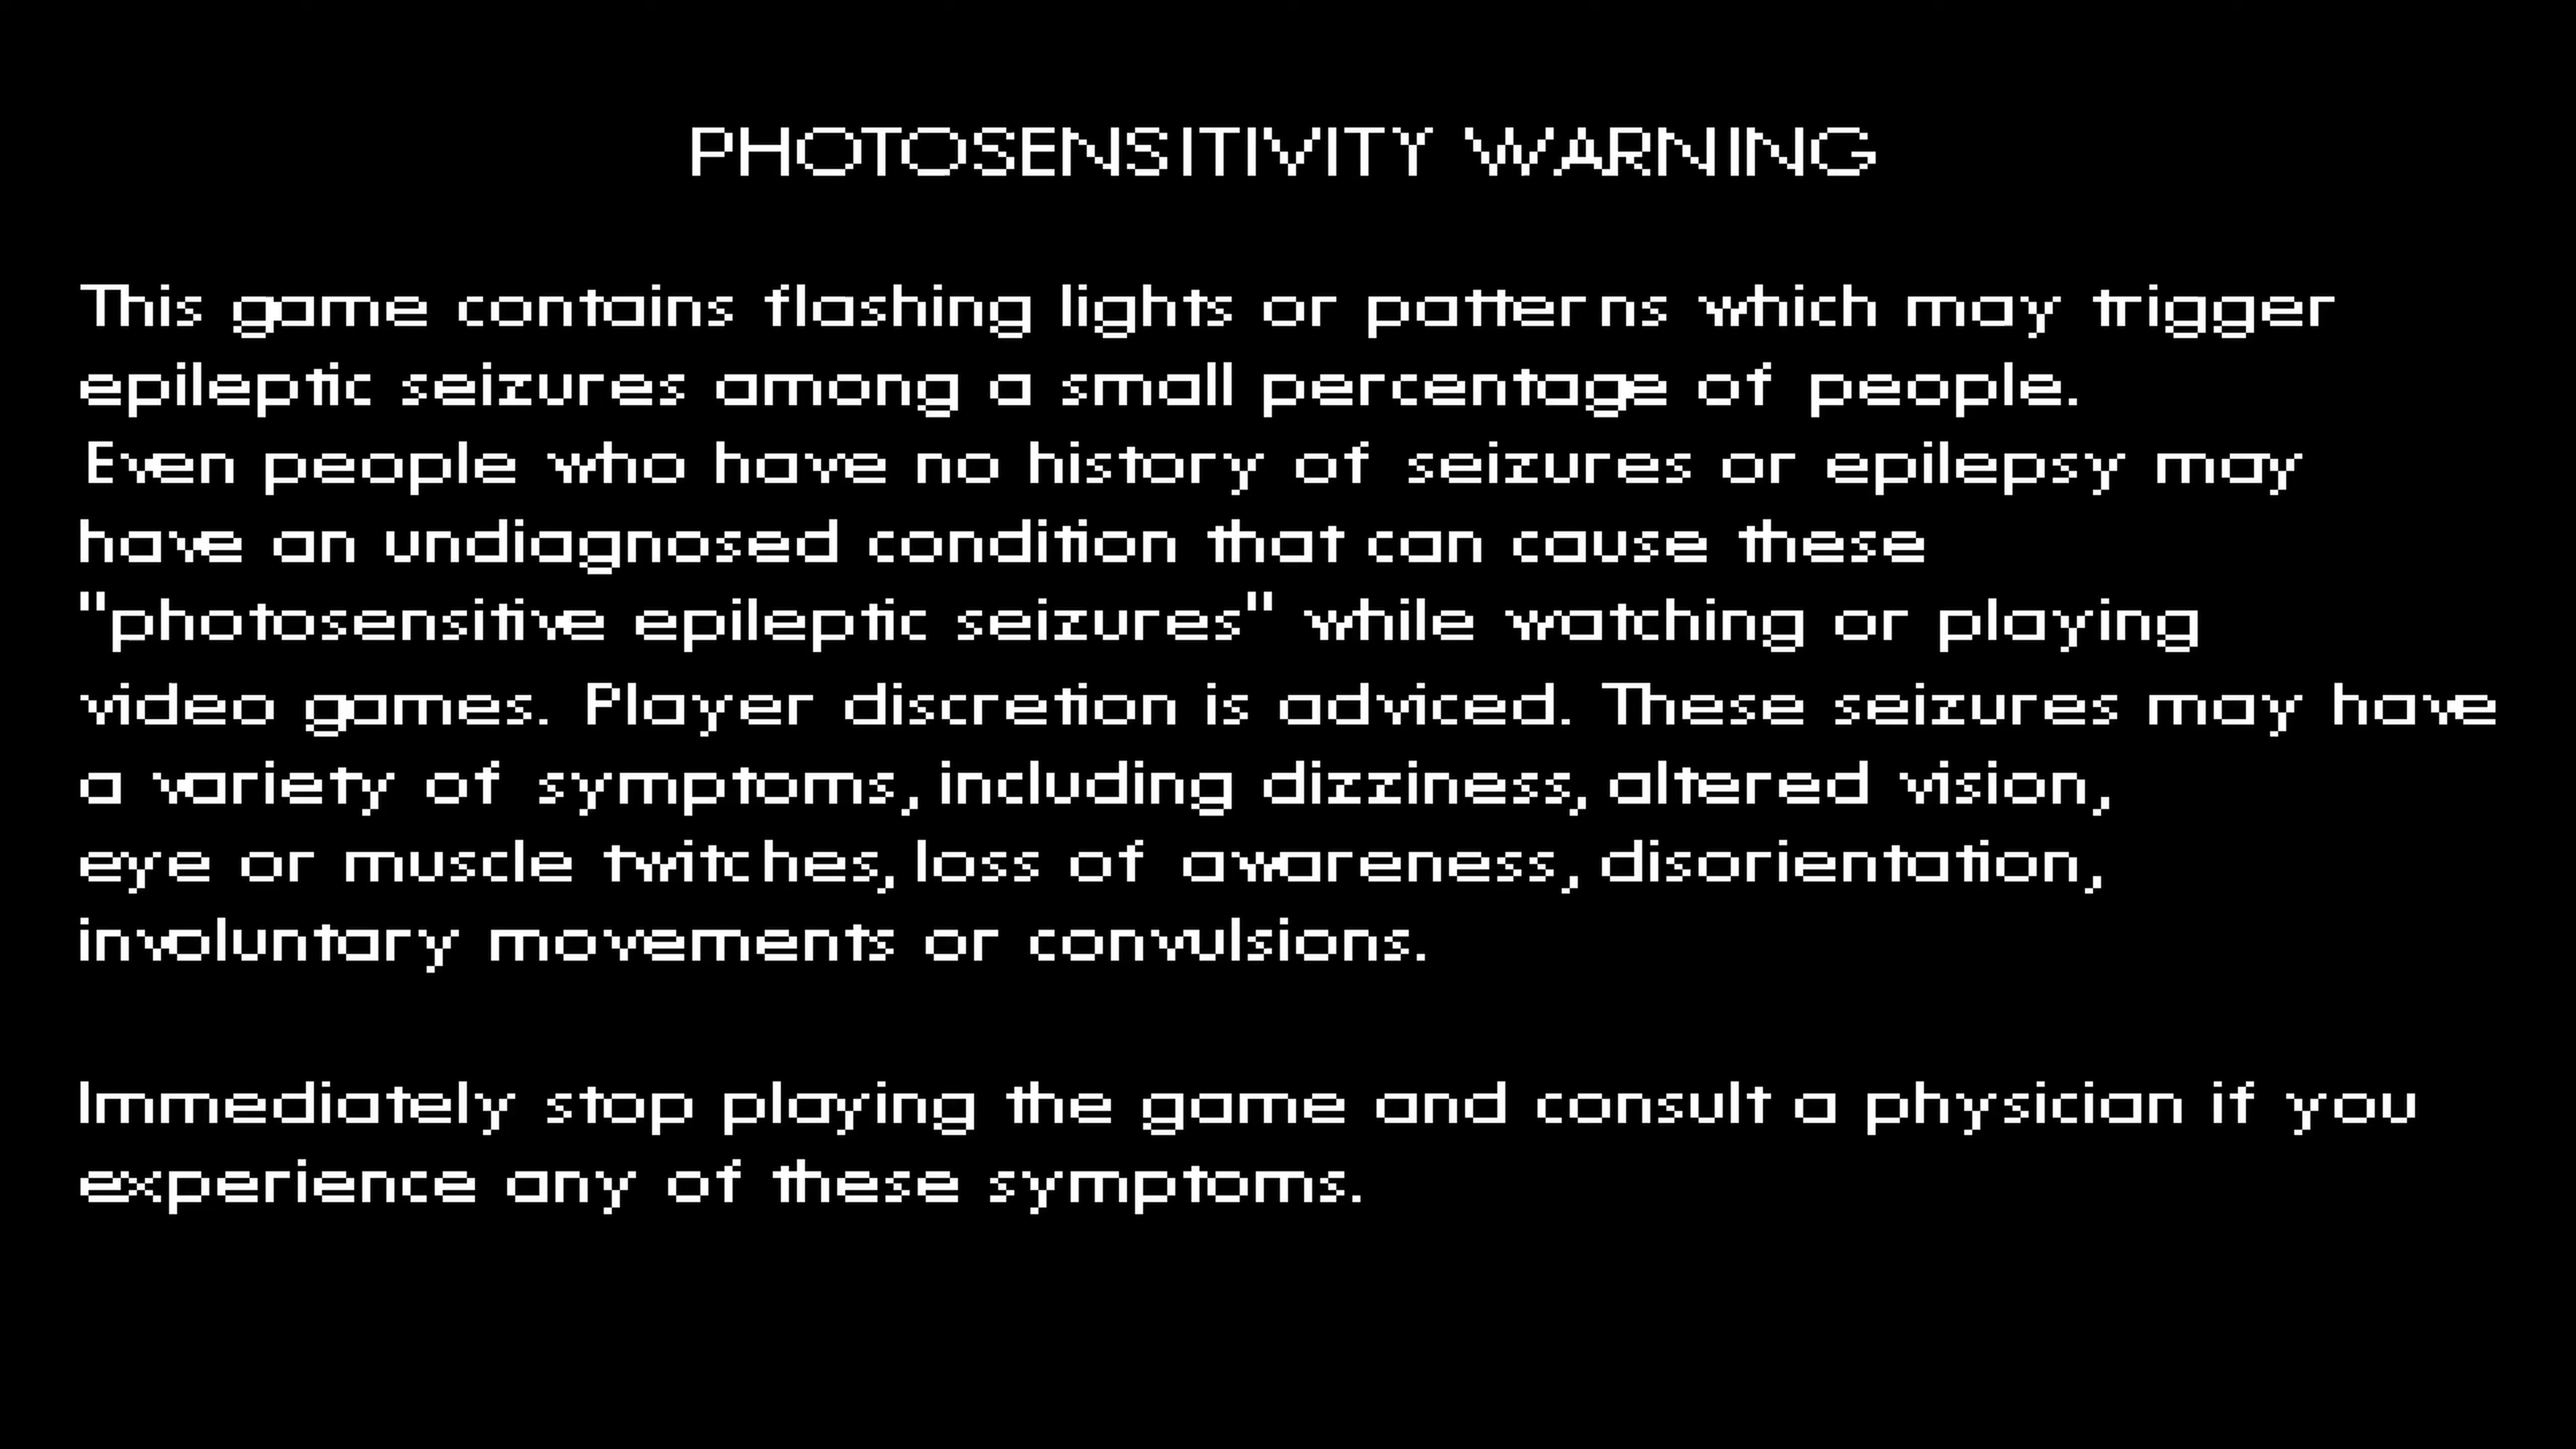 PHOTOSENSITIVITY WARNING
This game contains flashing lights or patterns which may trigger
epileptic seizures among a small percentage of people.
Even people who have no history of seizures or epilepsy may
have an undiagnosed condition that can cause these
"photosensitive epileptic seizures" while watching or playing
video games. Player discretion is adviced. These seizures may have
a variety of symptoms, including dizziness, altered vision,
eye or muscle twitches, loss of awareness, disorientation,
involuntary movements or convulsions.
Immediately stop playing the game and consult a physician if you
experience any of these symptoms.